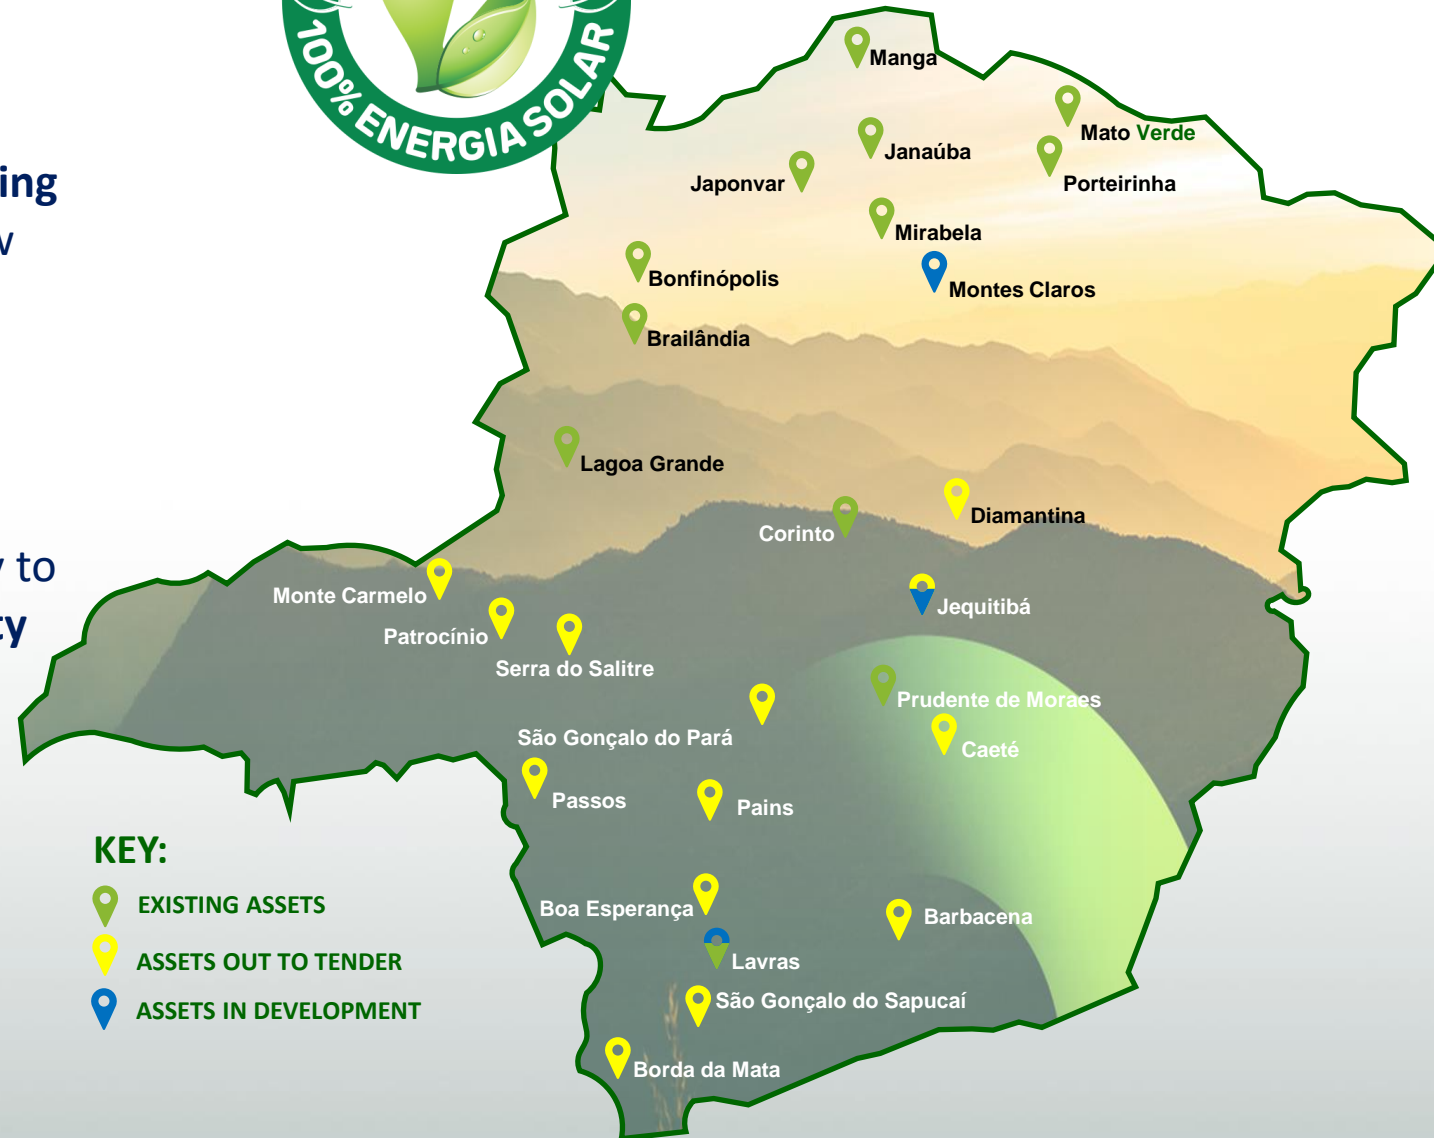 100% ENERGIA SOLAR
ing
Manga
Mato Verde
Janaúba
Japonvar
Porteirinha
Mirabela
Bonfinópolis
Montes Claros
Brailândia
Lagoa Grande
Diamantina
Corinto
to
ty
Monte Carmelo
Jequitibá
Patrocínio
Serra do Salitre
Prudente de Moraes
São Gonçalo do Pará
Caeté
Passos
Pains
KEY:
EXISTING ASSETS
ASSETS OUT TO TENDER
ASSETS IN DEVELOPMENT
Boa Esperança
Barbacena
Lavras
São Gonçalo do Sapucaí
Borda da Mata